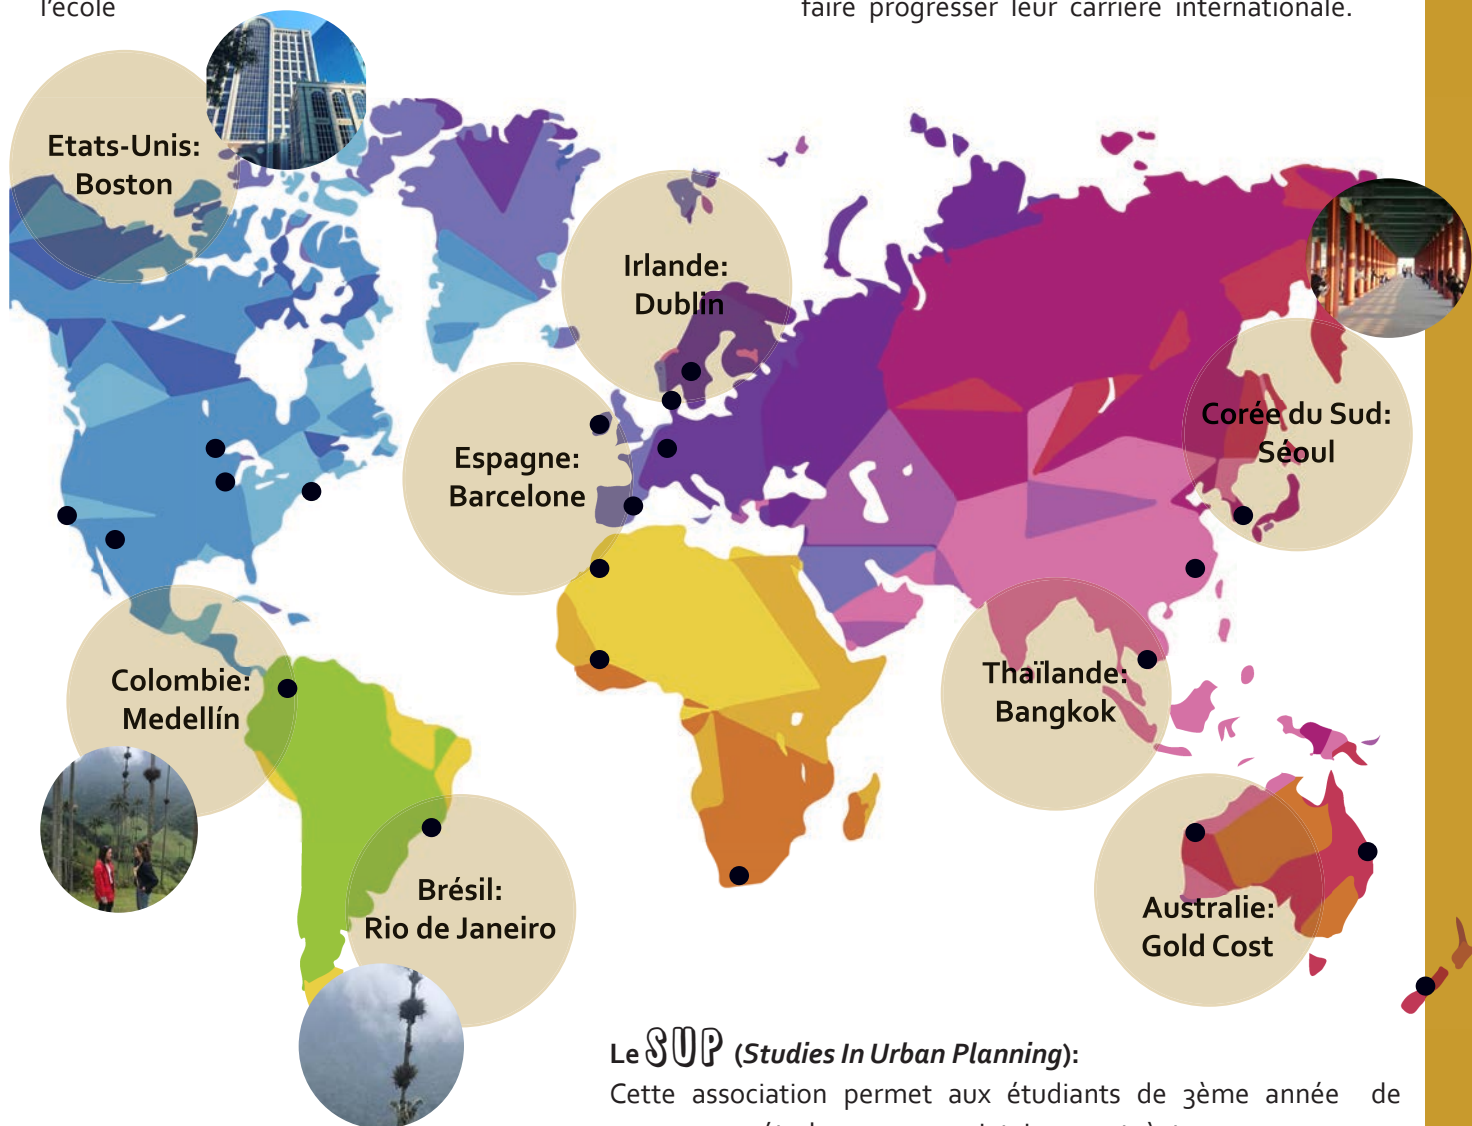 l'école
faire progresser leur carrière internationale.
Etats-Unis:
Boston
Irlande:
Dublin
Corée du Sud:
Séoul
Espagne:
Barcelone
Colombie:
Medellín
Thaïlande:
Bangkok
Brésil:
Rio de Janeiro
Australie:
Gold Cost
Le SUP (Studies In Urban Planning):
Cette association permet aux étudiants de 3ème année de